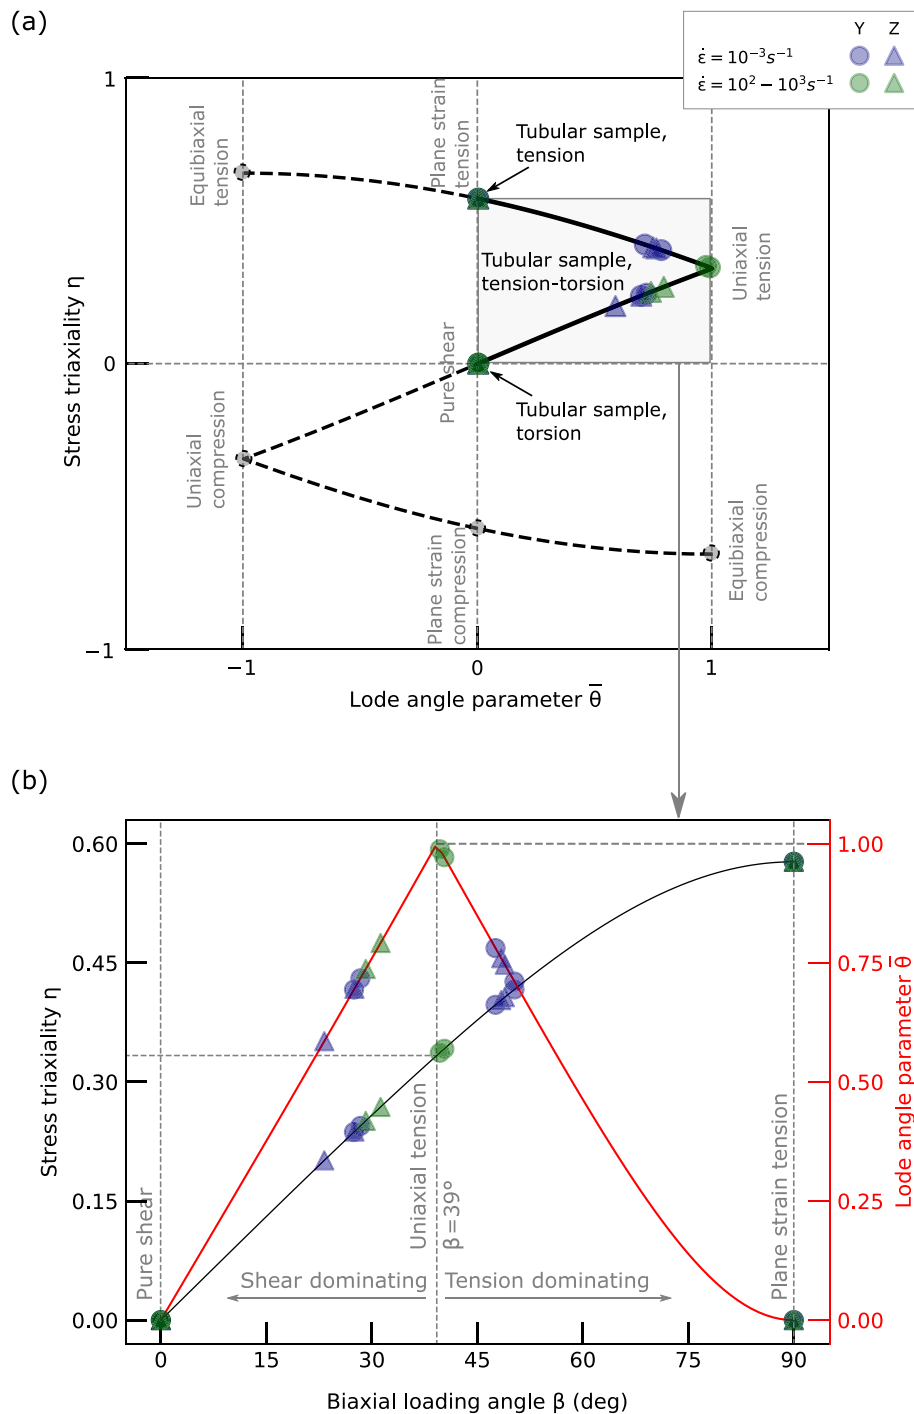 (a)
Y Z
ε̇ = 10⁻³s⁻¹
ε̇ = 10² − 10³s⁻¹
1
0
−1
Stress triaxiality η
Equibiaxial
tension
Plane strain
tension
Tubular sample,
tension
Tubular sample,
tension-torsion
Uniaxial
tension
Pure shear
Tubular sample,
torsion
Uniaxial
compression
Plane strain
compression
Equibiaxial
compression
−1 0 1
Lode angle parameter θ̅
(b)
0.60
0.45
0.30
0.15
0.00
Stress triaxiality η
1.00
0.75
0.50
0.25
0.00
Lode angle parameter θ̅
Pure shear
Uniaxial tension
β = 39°
Plane strain tension
Shear dominating
Tension dominating
0 15 30 45 60 75 90
Biaxial loading angle β (deg)